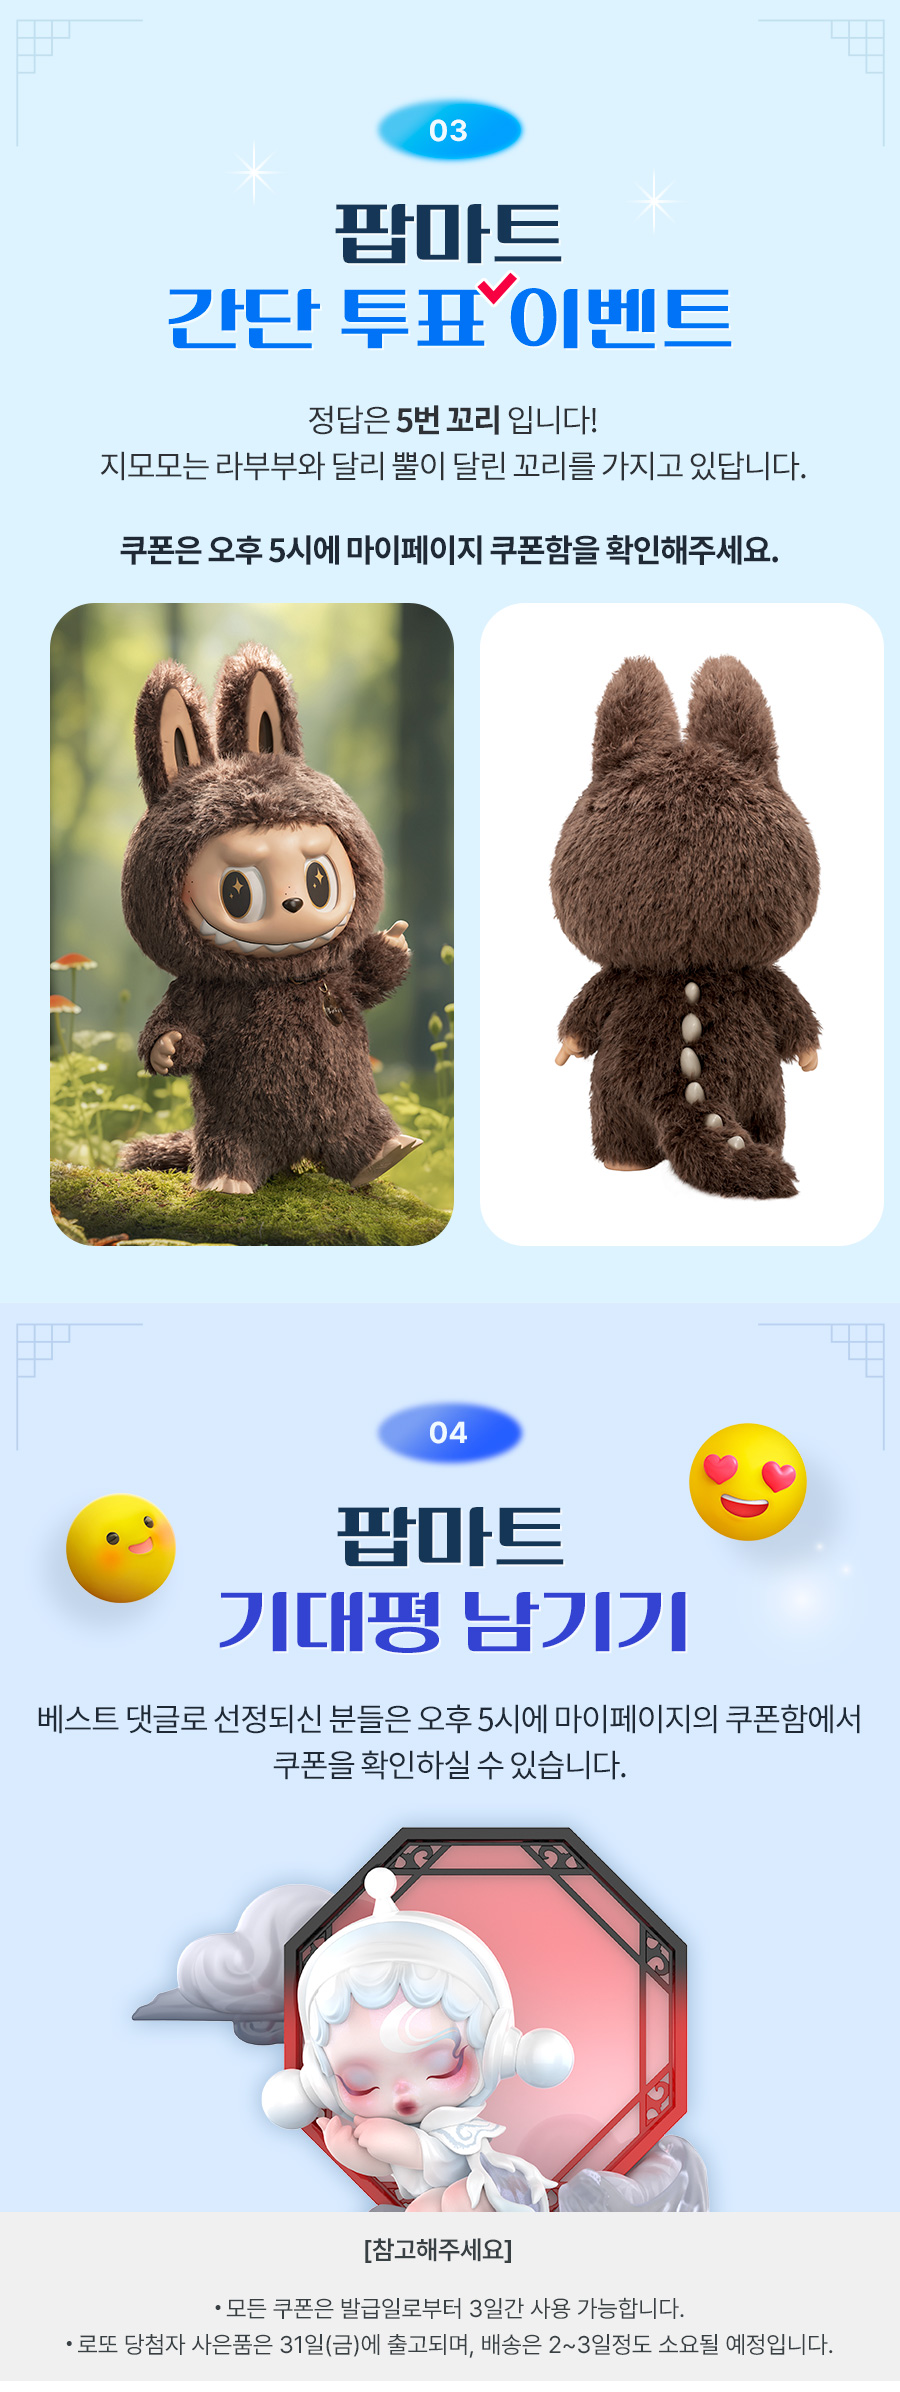 03
팝마트
간단 투표 이벤트
정답은 5번 꼬리 입니다!
지모모는 라부부와 달리 뿔이 달린 꼬리를 가지고 있답니다.
쿠폰은 오후 5시에 마이페이지 쿠폰함을 확인해주세요.
04
팝마트
기대평 남기기
베스트 댓글로 선정되신 분들은 오후 5시에 마이페이지의 쿠폰함에서
쿠폰을 확인하실 수 있습니다.
[참고해주세요]
• 모든 쿠폰은 발급일로부터 3일간 사용 가능합니다.
• 로또 당첨자 사은품은 31일(금)에 출고되며, 배송은 2~3일정도 소요될 예정입니다.